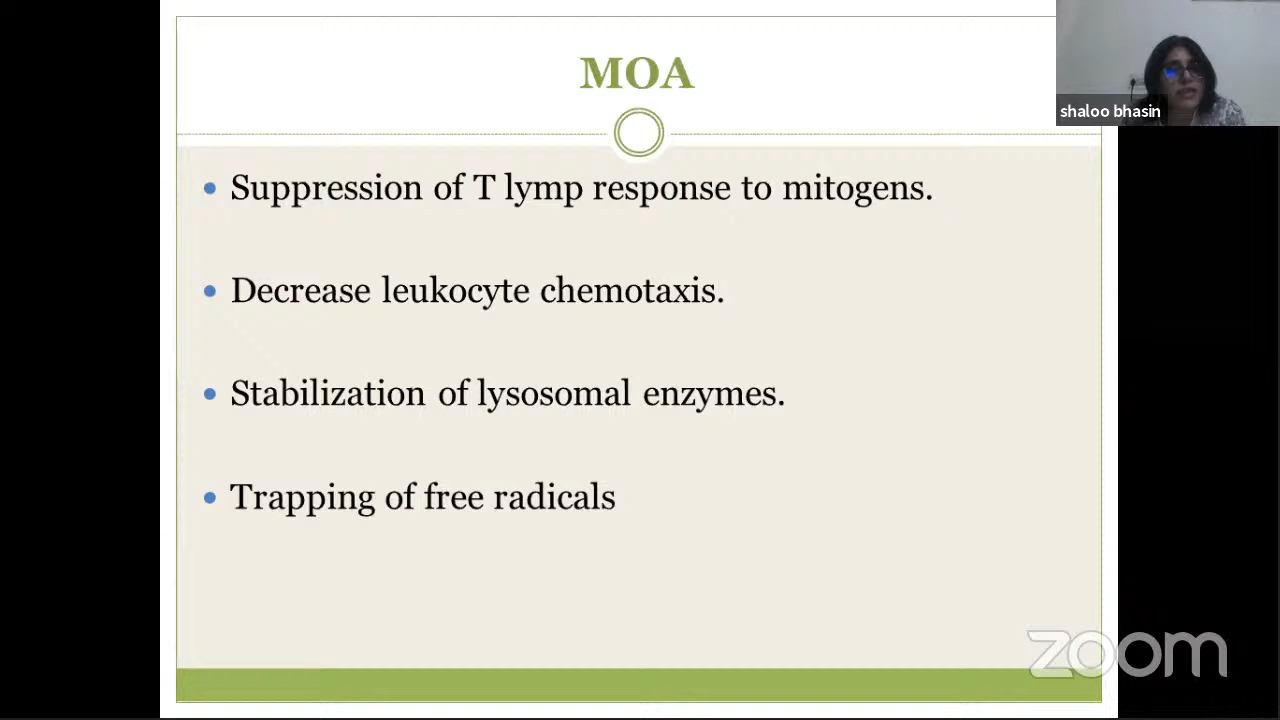 MOA
shaloo bhasin
• Suppression of T lymp response to mitogens.
• Decrease leukocyte chemotaxis.
• Stabilization of lysosomal enzymes.
• Trapping of free radicals
zoom